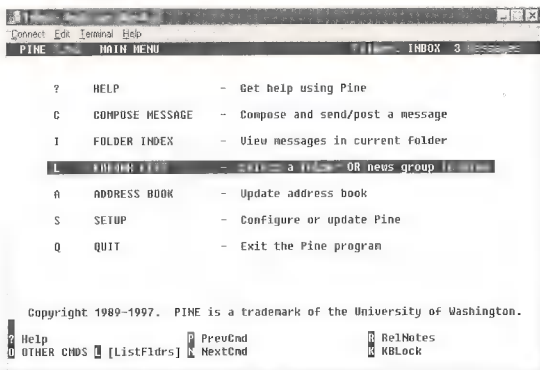 Connect Edit Terminal Help
PINE MAIN MENU INBOX 3
? HELP - Get help using Pine
C COMPOSE MESSAGE - Compose and send/post a message
I FOLDER INDEX - View messages in current folder
L - a OR news group
A ADDRESS BOOK - Update address book
S SETUP - Configure or update Pine
Q QUIT - Exit the Pine program
Copyright 1989-1997. PINE is a trademark of the University of Washington.
? Help P PrevCmd R RelNotes
O OTHER CMDS L [ListFldrs] N NextCmd K KBLock